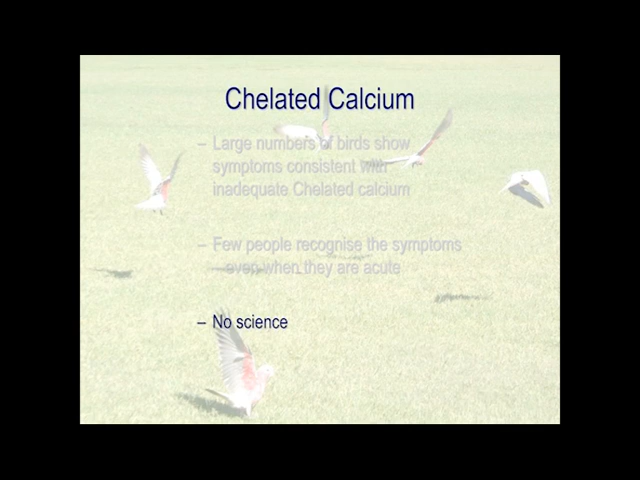 Chelated Calcium
– Large numbers of birds show
symptoms consistent with
inadequate Chelated calcium
– Few people recognise the symptoms
even when they are acute
– No science